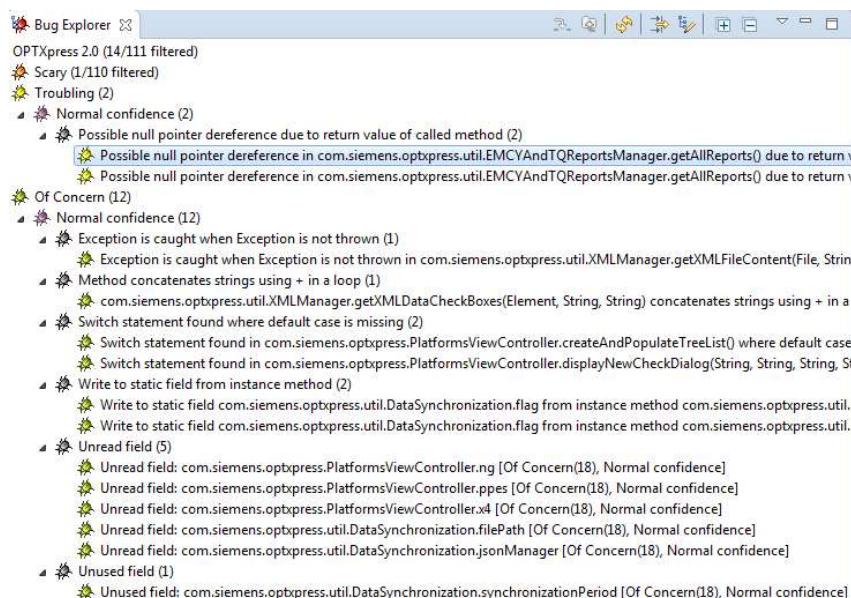 Bug Explorer
OPTXpress 2.0 (14/111 filtered)
Scary (1/110 filtered)
Troubling (2)
Normal confidence (2)
Possible null pointer dereference due to return value of called method (2)
Possible null pointer dereference in com.siemens.optxpress.util.EMCYAndTQReportsManager.getAllReports() due to return
Possible null pointer dereference in com.siemens.optxpress.util.EMCYAndTQReportsManager.getAllReports() due to return
Of Concern (12)
Normal confidence (12)
Exception is caught when Exception is not thrown (1)
Exception is caught when Exception is not thrown in com.siemens.optxpress.util.XMLManager.getXMLFileContent(File, Strin
Method concatenates strings using + in a loop (1)
com.siemens.optxpress.util.XMLManager.getXMLDataCheckBoxes(Element, String, String) concatenates strings using + in a
Switch statement found where default case is missing (2)
Switch statement found in com.siemens.optxpress.PlatformsViewController.createAndPopulateTreeList() where default case
Switch statement found in com.siemens.optxpress.PlatformsViewController.displayNewCheckDialog(String, String, String, St
Write to static field from instance method (2)
Write to static field com.siemens.optxpress.util.DataSynchronization.flag from instance method com.siemens.optxpress.util.
Write to static field com.siemens.optxpress.util.DataSynchronization.flag from instance method com.siemens.optxpress.util.
Unread field (5)
Unread field: com.siemens.optxpress.PlatformsViewController.ng [Of Concern(18), Normal confidence]
Unread field: com.siemens.optxpress.PlatformsViewController.ppes [Of Concern(18), Normal confidence]
Unread field: com.siemens.optxpress.PlatformsViewController.x4 [Of Concern(18), Normal confidence]
Unread field: com.siemens.optxpress.util.DataSynchronization.filePath [Of Concern(18), Normal confidence]
Unread field: com.siemens.optxpress.util.DataSynchronization.jsonManager [Of Concern(18), Normal confidence]
Unused field (1)
Unused field: com.siemens.optxpress.util.DataSynchronization.synchronizationPeriod [Of Concern(18), Normal confidence]